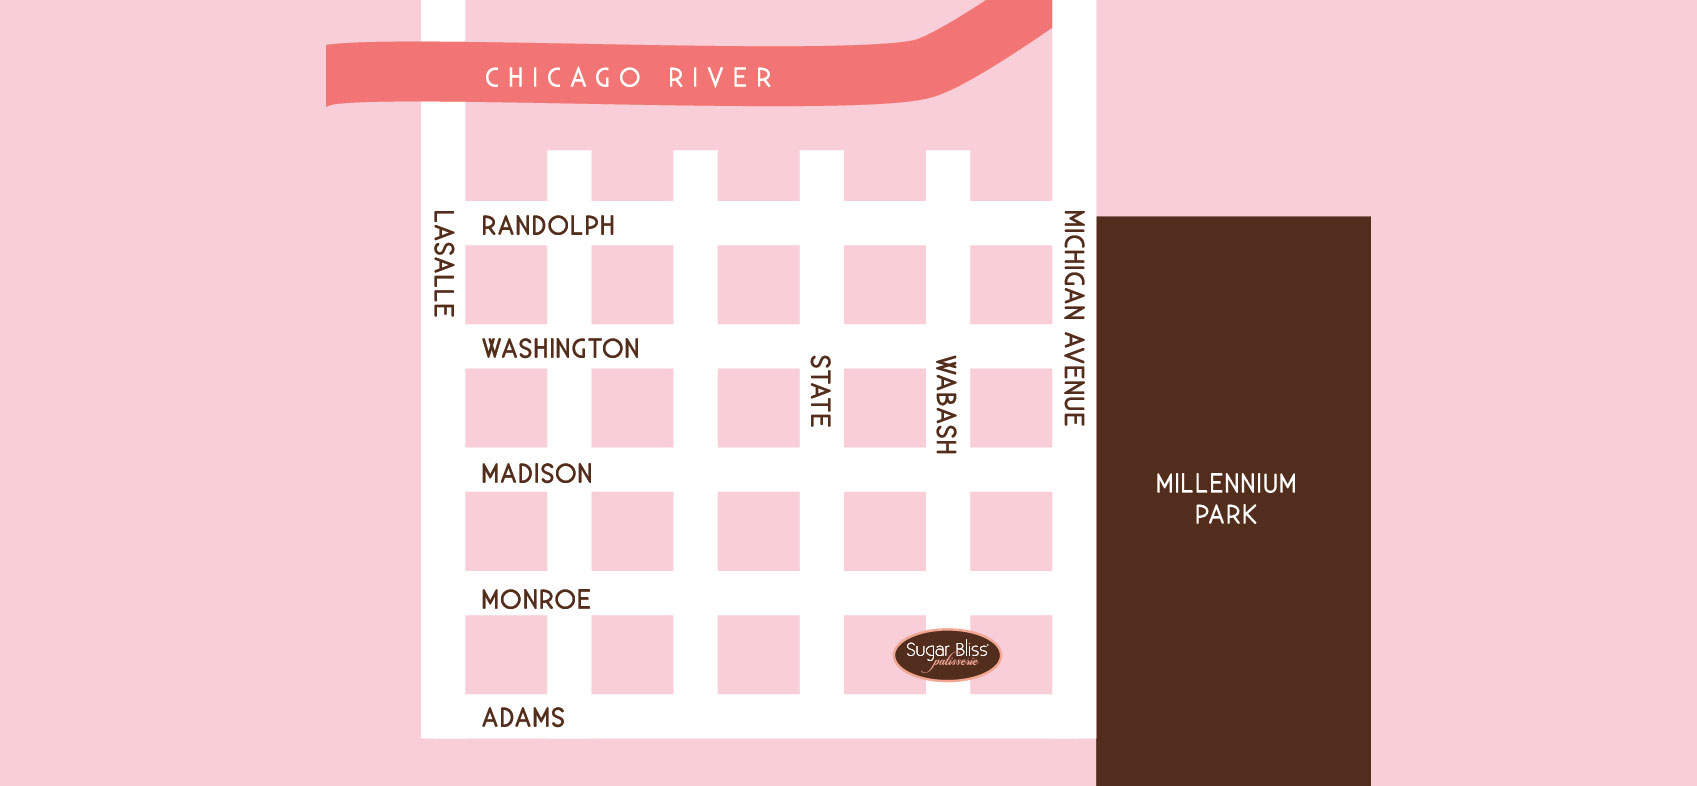 CHICAGO RIVER
LASALLE
RANDOLPH
MICHIGAN AVENUE
WASHINGTON
STATE
WABASH
MADISON
MILLENNIUM
PARK
MONROE
Sugar Bliss
patisserie
ADAMS